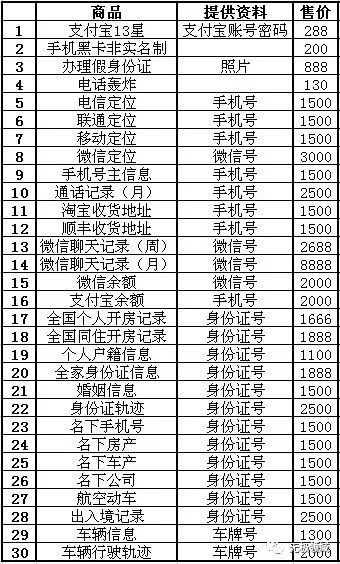 商品 提供资料 售价
1 支付宝13星 支付宝账号密码 288
2 手机黑卡非实名制 200
3 办理假身份证 照片 888
4 电话轰炸 130
5 电信定位 手机号 1500
6 联通定位 手机号 1500
7 移动定位 手机号 1500
8 微信定位 微信号 3000
9 手机号主信息 手机号 1500
10 通话记录（月） 手机号 2500
11 淘宝收货地址 手机号 1500
12 顺丰收货地址 手机号 1500
13 微信聊天记录（周） 微信号 2688
14 微信聊天记录（月） 微信号 8888
15 微信余额 微信号 2000
16 支付宝余额 手机号 2000
17 全国个人开房记录 身份证号 1666
18 全国同住开房记录 身份证号 1888
19 个人户籍信息 身份证号 1100
20 全家身份证信息 身份证号 1888
21 婚姻信息 身份证号 1500
22 身份证轨迹 身份证号 2500
23 名下手机号 身份证号 1500
24 名下房产 身份证号 1500
25 名下车产 身份证号 1500
26 名下公司 身份证号 1500
27 航空动车 身份证号 1500
28 出入境记录 身份证号 2500
29 车辆信息 车牌号 1300
30 车辆行驶轨迹 车牌号 2000